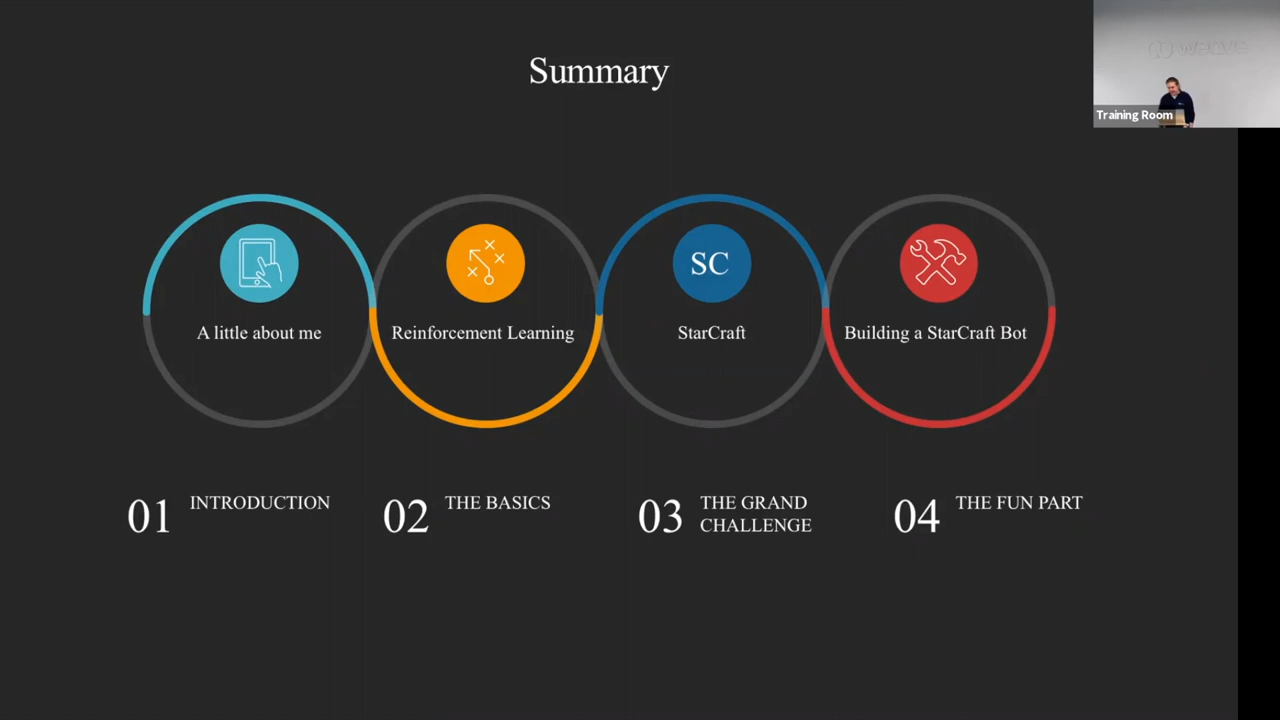 Summary
Training Room
SC
A little about me
Reinforcement Learning
StarCraft
Building a StarCraft Bot
01 INTRODUCTION
02 THE BASICS
03 THE GRAND
CHALLENGE
04 THE FUN PART